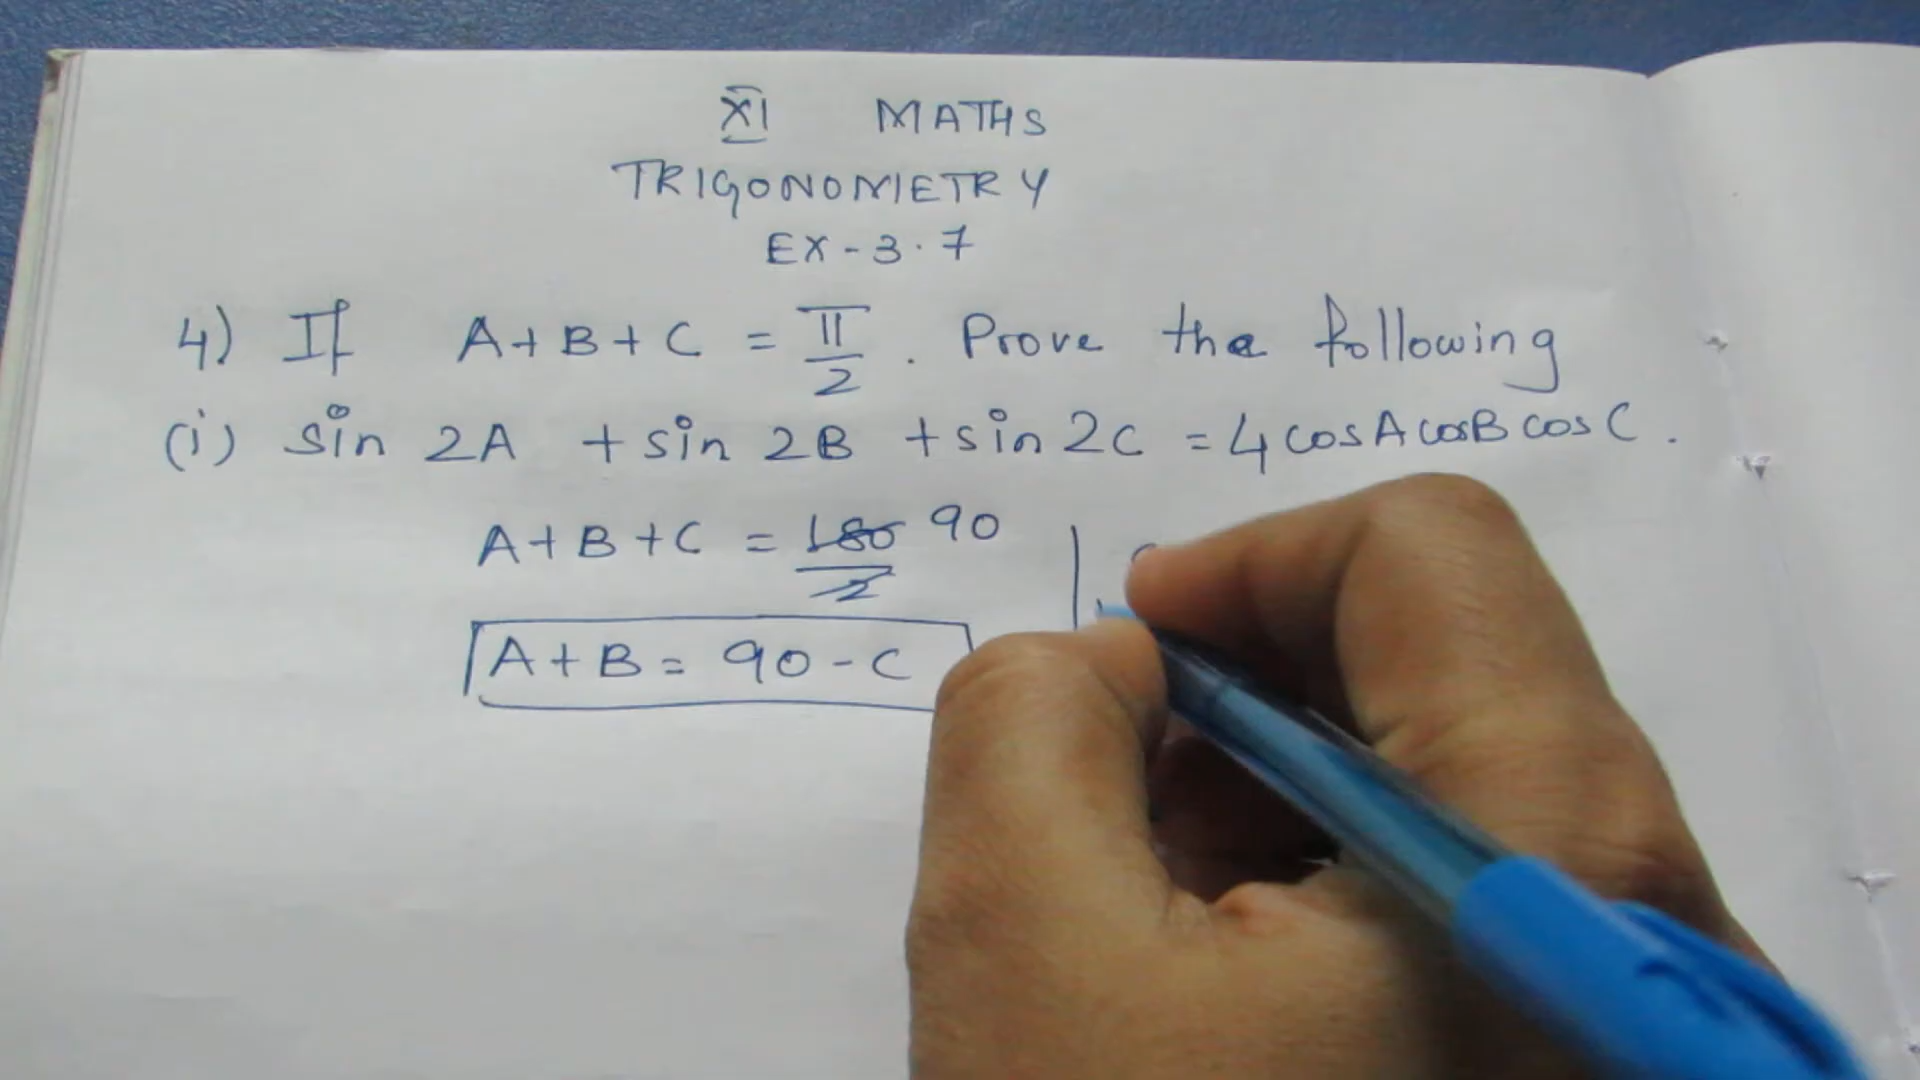 XI MATHS
TRIGONOMETRY
EX - 3.7
4) If A + B + C = π/2 . Prove the following
(i) sin 2A + sin 2B + sin 2C = 4 cos A cos B cos C .
A + B + C = 180/2 90
A + B = 90 - C